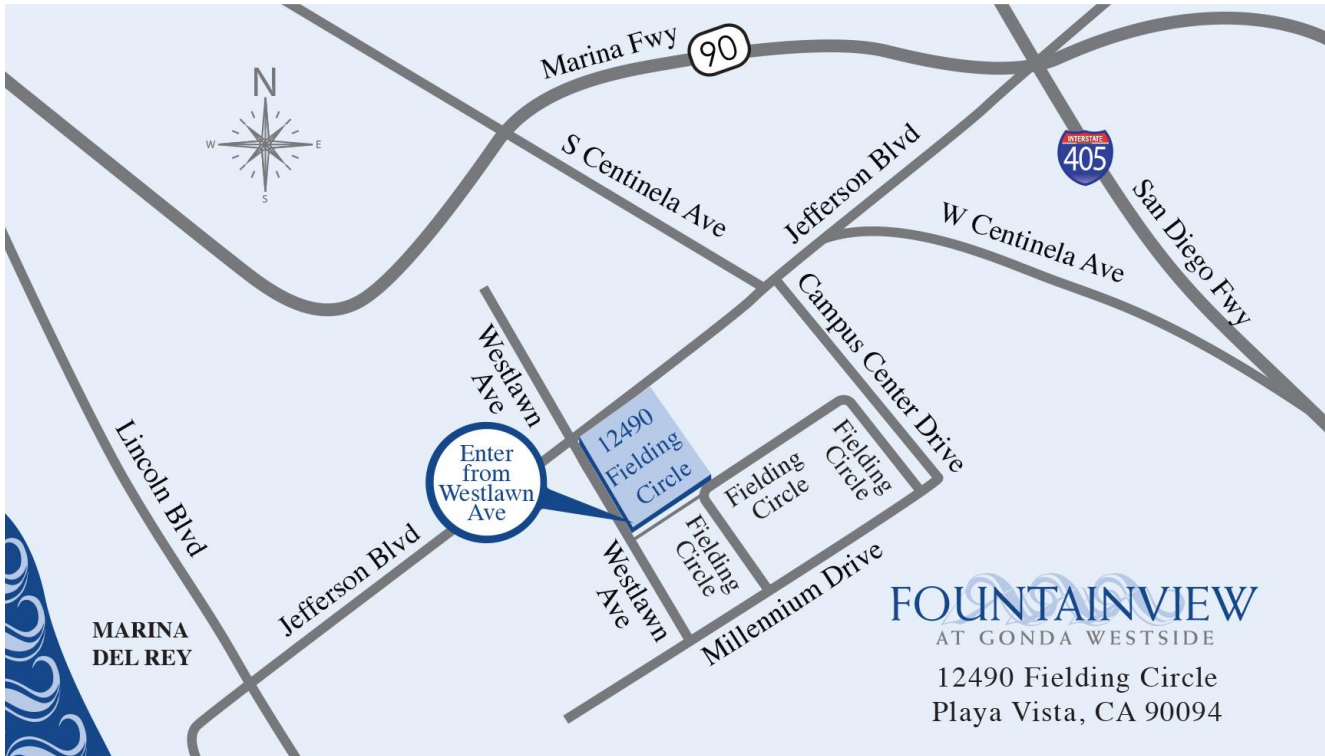 Marina Fwy
90
N
W
E
S
S Centinela Ave
Jefferson Blvd
INTERSTATE
405
San Diego Fwy
W Centinela Ave
Campus Center Drive
Westlawn
Ave
12490
Fielding
Circle
Enter
from
Westlawn
Ave
Fielding
Circle
Fielding
Circle
Fielding
Circle
Lincoln Blvd
Jefferson Blvd
Westlawn
Ave
Millennium Drive
MARINA
DEL REY
FOUNTAINVIEW
AT GONDA WESTSIDE
12490 Fielding Circle
Playa Vista, CA 90094